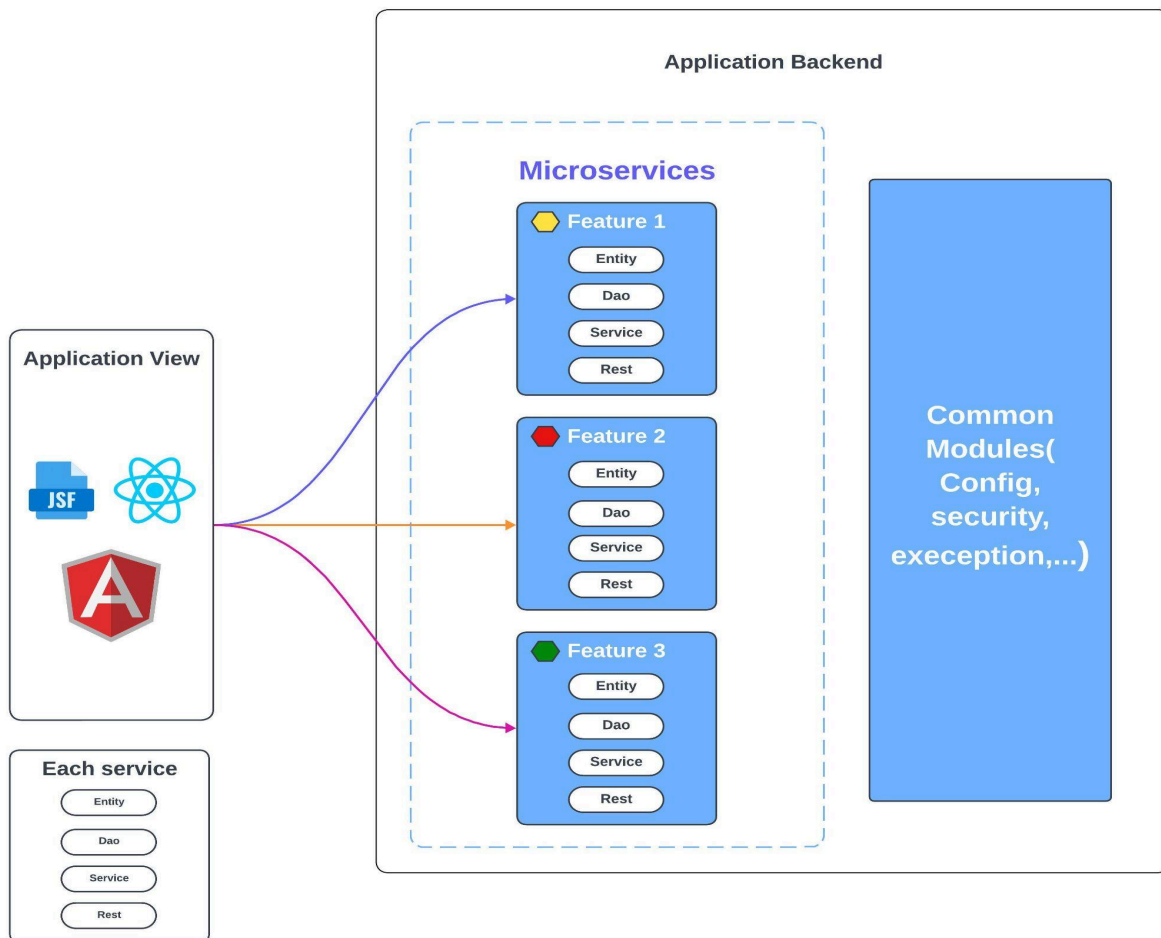 Application Backend
Microservices
Feature 1
Entity
Dao
Service
Rest
Feature 2
Entity
Dao
Service
Rest
Feature 3
Entity
Dao
Service
Rest
Common
Modules(
Config,
security,
exeception,...)
Application View
JSF
A
Each service
Entity
Dao
Service
Rest